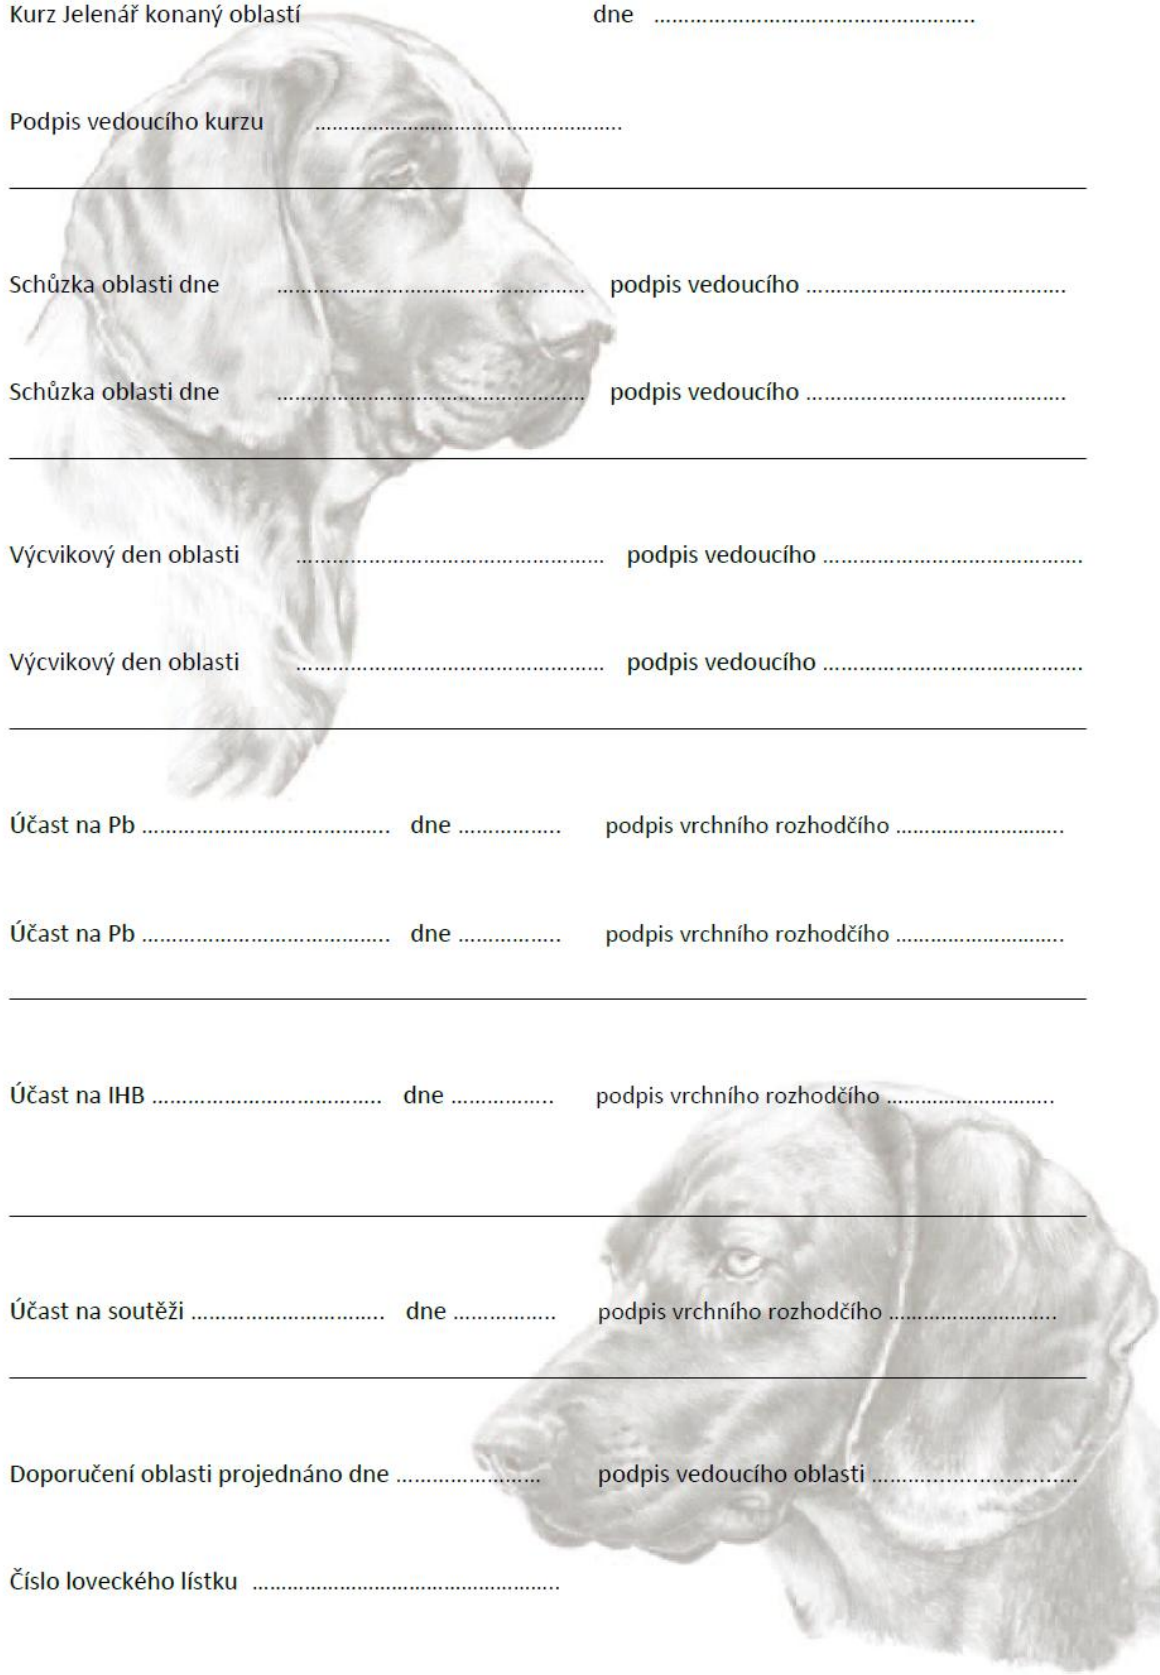 Kurz Jelenář konaný oblastí dne ……………………………………………..
Podpis vedoucího kurzu ……………………………………………..
Schůzka oblasti dne …………………………………………… podpis vedoucího …………………………………….
Schůzka oblasti dne …………………………………………… podpis vedoucího …………………………………….
Výcvikový den oblasti …………………………………………… podpis vedoucího …………………………………….
Výcvikový den oblasti …………………………………………… podpis vedoucího …………………………………….
Účast na Pb ………………………………….. dne …………….. podpis vrchního rozhodčího ………………………..
Účast na Pb ………………………………….. dne …………….. podpis vrchního rozhodčího ………………………..
Účast na IHB ……………………………….. dne …………….. podpis vrchního rozhodčího ………………………..
Účast na soutěži ………………………….. dne …………….. podpis vrchního rozhodčího ………………………..
Doporučení oblasti projednáno dne …………………… podpis vedoucího oblasti …………………………….
Číslo loveckého lístku ……………………………………………..